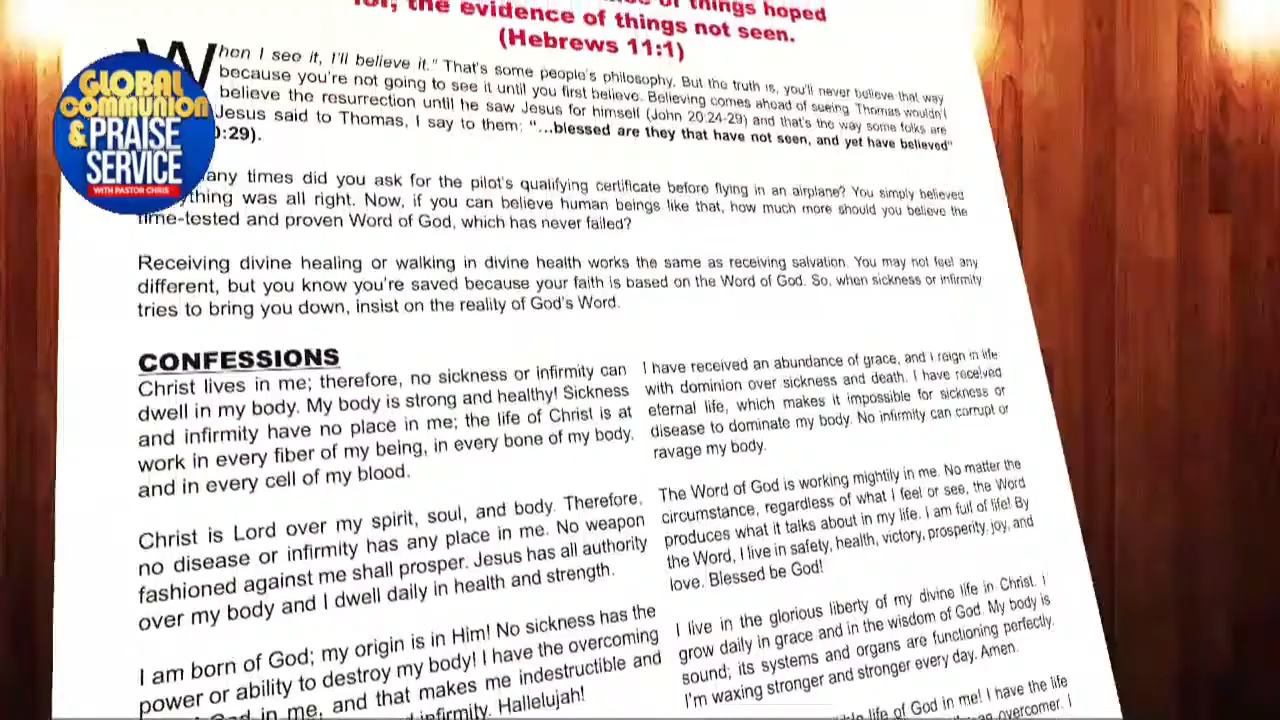 of things hoped
for, the evidence of things not seen.
(Hebrews 11:1)
When I see it, I'll believe it." That's some people's philosophy. But the truth is, you'll never believe that way
because you're not going to see it until you first believe. Believing comes ahead of seeing Thomas wouldn't
believe the resurrection until he saw Jesus for himself (John 20:24-29) and that's the way some folks are
Jesus said to Thomas, I say to them: "...blessed are they that have not seen, and yet have believed"
:29).
GLOBAL
COMMUNION
& PRAISE
SERVICE
WITH PASTOR CHRIS
any times did you ask for the pilot's qualifying certificate before flying in an airplane? You simply believed
thing was all right. Now, if you can believe human beings like that, how much more should you believe the
time-tested and proven Word of God, which has never failed?
Receiving divine healing or walking in divine health works the same as receiving salvation. You may not feel any
different, but you know you're saved because your faith is based on the Word of God. So, when sickness or infirmity
tries to bring you down, insist on the reality of God's Word.
CONFESSIONS
Christ lives in me; therefore, no sickness or infirmity can
dwell in my body. My body is strong and healthy! Sickness
and infirmity have no place in me; the life of Christ is at
work in every fiber of my being, in every bone of my body,
and in every cell of my blood.
Christ is Lord over my spirit, soul, and body. Therefore,
no disease or infirmity has any place in me. No weapon
fashioned against me shall prosper. Jesus has all authority
over my body and I dwell daily in health and strength.
I am born of God; my origin is in Him! No sickness has the
power or ability to destroy my body! I have the overcoming
God in me, and that makes me indestructible and
infirmity. Hallelujah!
I have received an abundance of grace, and I reign in life
with dominion over sickness and death. I have received
eternal life, which makes it impossible for sickness or
disease to dominate my body. No infirmity can corrupt or
ravage my body.
The Word of God is working mightily in me. No matter the
circumstance, regardless of what I feel or see, the Word
produces what it talks about in my life. I am full of life! By
the Word, I live in safety, health, victory, prosperity, joy, and
love. Blessed be God!
I live in the glorious liberty of my divine life in Christ. I
grow daily in grace and in the wisdom of God. My body is
sound; its systems and organs are functioning perfectly.
I'm waxing stronger and stronger every day. Amen.
life of God in me! I have the life
overcomer. I